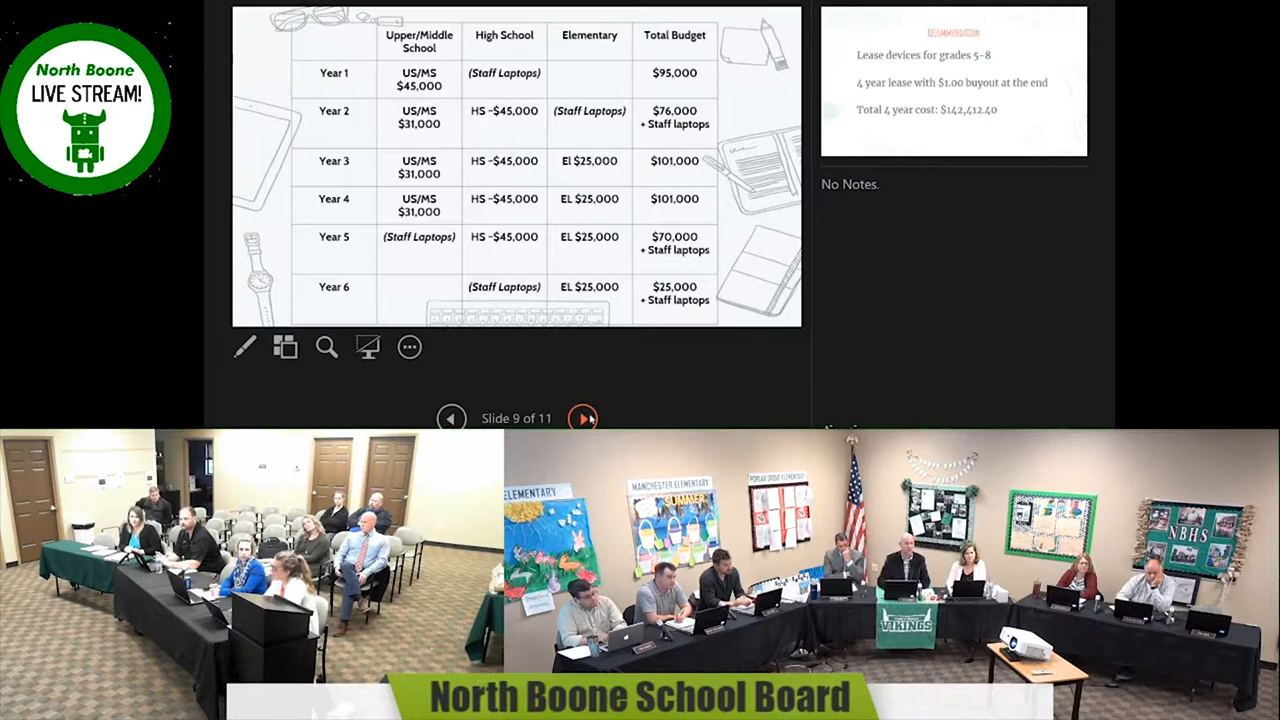 North Boone
LIVE STREAM!
Upper/Middle School High School Elementary Total Budget
Year 1 US/MS $45,000 (Staff Laptops) $95,000
Year 2 US/MS $31,000 HS -$45,000 (Staff Laptops) $76,000 + Staff laptops
Year 3 US/MS $31,000 HS -$45,000 El $25,000 $101,000
Year 4 US/MS $31,000 HS -$45,000 EL $25,000 $101,000
Year 5 (Staff Laptops) HS -$45,000 EL $25,000 $70,000 + Staff laptops
Year 6 (Staff Laptops) EL $25,000 $25,000 + Staff laptops
RECOMMENDATION
Lease devices for grades 5-8
4 year lease with $1.00 buyout at the end
Total 4 year cost: $142,412.40
No Notes.
Slide 9 of 11
ELEMENTARY
MANCHESTER ELEMENTARY
SUMMER
POPLAR GROVE ELEMENTARY
NBHS
VIKINGS
North Boone School Board